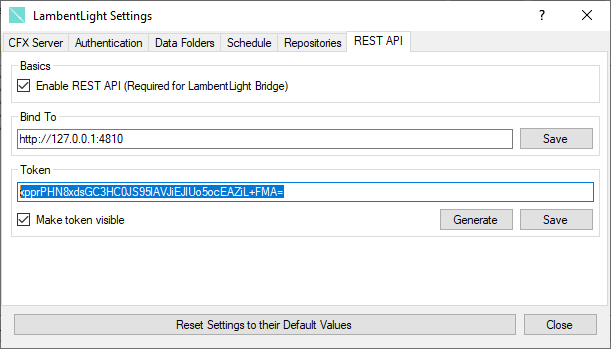 LambentLight Settings
CFX Server Authentication Data Folders Schedule Repositories REST API
Basics
Enable REST API (Required for LambentLight Bridge)
Bind To
http://127.0.0.1:4810 Save
Token
Make token visible Generate Save
Reset Settings to their Default Values Close